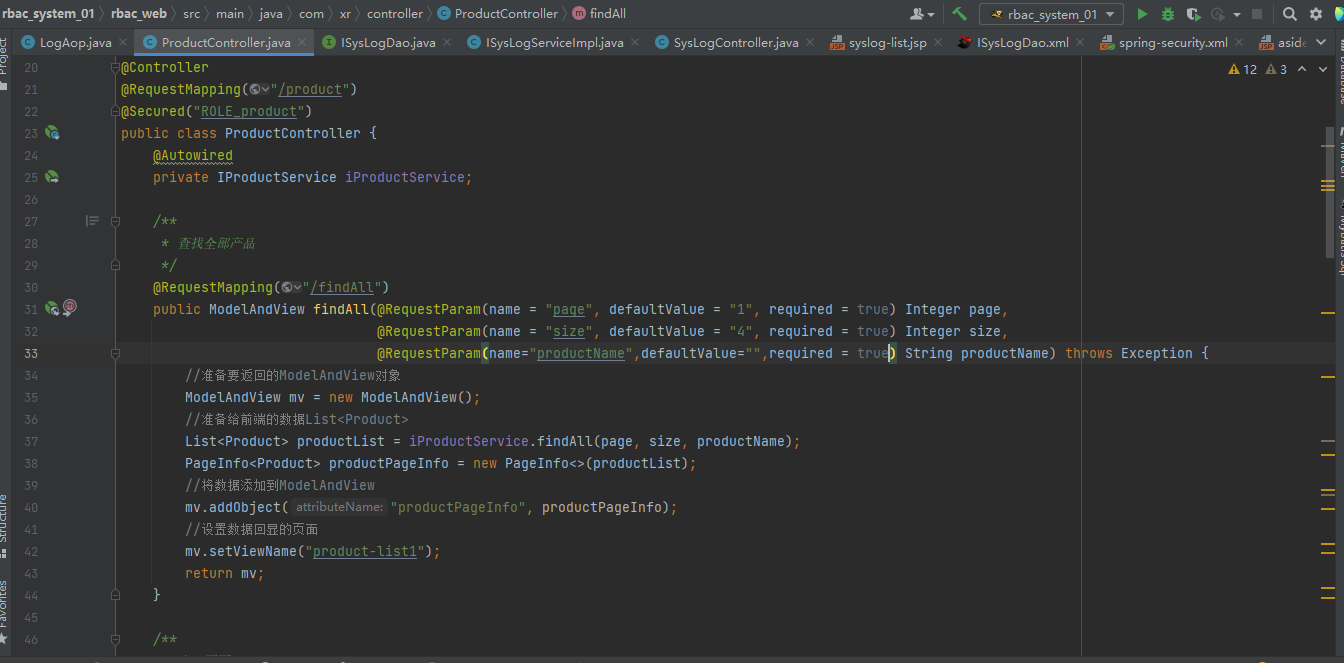 rbac_system_01 rbac_web src main java com xr controller ProductController findAll rbac_system_01
LogAop.java ProductController.java ISysLogDao.java ISysLogServiceImpl.java SysLogController.java syslog-list.jsp ISysLogDao.xml spring-security.xml aside
Project
Database
Maven
Structure
Favorites
12 3
20 @Controller
21 @RequestMapping("/product")
22 @Secured("ROLE_product")
23 public class ProductController {
24 @Autowired
25 private IProductService iProductService;
26
27 /**
28 * 查找全部产品
29 */
30 @RequestMapping("/findAll")
31 public ModelAndView findAll(@RequestParam(name = "page", defaultValue = "1", required = true) Integer page,
32 @RequestParam(name = "size", defaultValue = "4", required = true) Integer size,
33 @RequestParam(name="productName",defaultValue="",required = true) String productName) throws Exception {
34 //准备要返回的ModelAndView对象
35 ModelAndView mv = new ModelAndView();
36 //准备给前端的数据List<Product>
37 List<Product> productList = iProductService.findAll(page, size, productName);
38 PageInfo<Product> productPageInfo = new PageInfo<>(productList);
39 //将数据添加到ModelAndView
40 mv.addObject( attributeName: "productPageInfo", productPageInfo);
41 //设置数据回显的页面
42 mv.setViewName("product-list1");
43 return mv;
44 }
45
46 /**